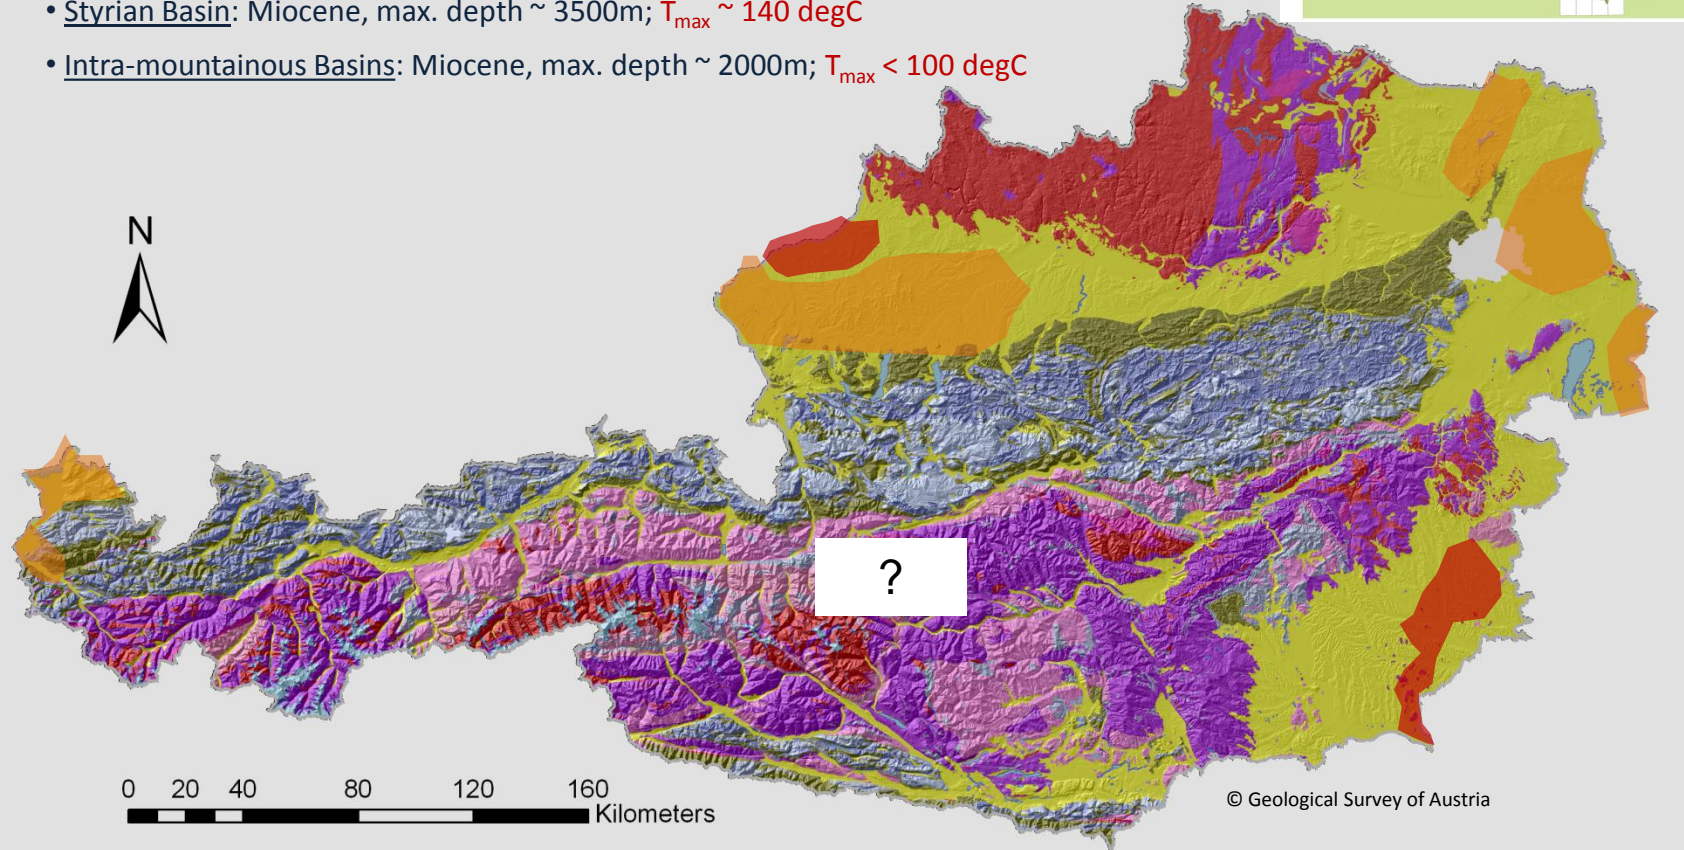 • Styrian Basin: Miocene, max. depth ~ 3500m; Tmax ~ 140 degC
• Intra-mountainous Basins: Miocene, max. depth ~ 2000m; Tmax < 100 degC
N
?
0 20 40 80 120 160
Kilometers
© Geological Survey of Austria